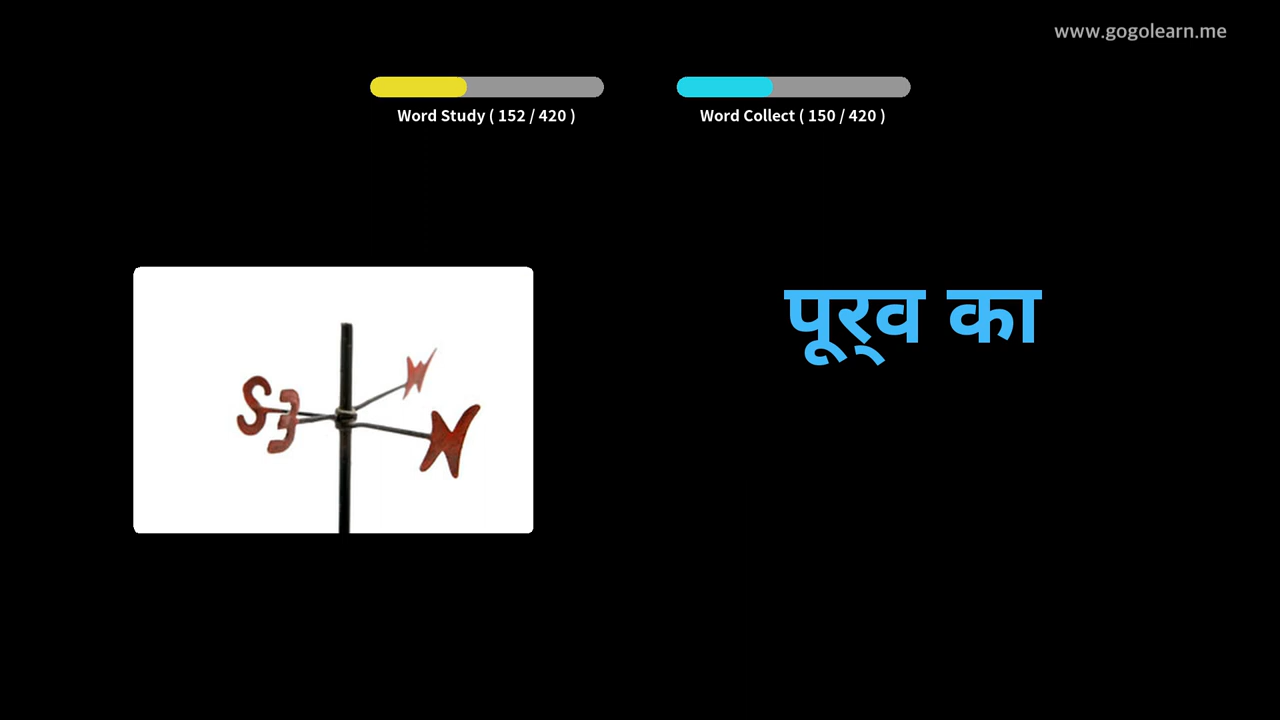 www.gogolearn.me
Word Study ( 152 / 420 )
Word Collect ( 150 / 420 )
पूर्‌व का
S E W N